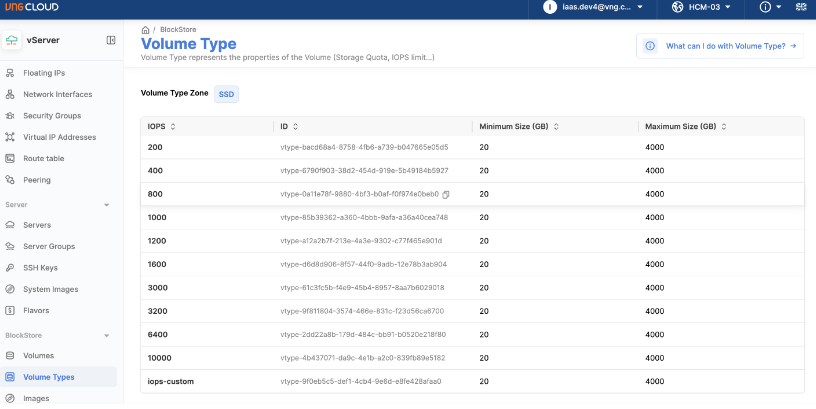 VNG CLOUD
I iaas.dev4@vng.c...
HCM-03
vServer
Floating IPs
Network Interfaces
Security Groups
Virtual IP Addresses
Route table
Peering
Server
Servers
Server Groups
SSH Keys
System Images
Flavors
BlockStore
Volumes
Volume Types
Images
/ BlockStore
Volume Type
Volume Type represents the properties of the Volume (Storage Quota, IOPS limit...)
What can I do with Volume Type? →
Volume Type Zone SSD
IOPS ID Minimum Size (GB) Maximum Size (GB)
200 vtype-bacd68a4-8758-4fb6-a739-b047665e05d5 20 4000
400 vtype-6790f903-38d2-454d-919e-5b49184b5927 20 4000
800 vtype-0a11e78f-9880-4bf3-b0af-f0f974e0beb0 20 4000
1000 vtype-85b39362-a360-4bbb-9afa-a36a40cea748 20 4000
1200 vtype-a12a2b7f-213e-4a3e-9302-c77f465e901d 20 4000
1600 vtype-d6d8d906-8f57-44f0-9adb-12e78b3ab904 20 4000
3000 vtype-61c3fc5b-f4e9-45b4-8957-8aa7b6029018 20 4000
3200 vtype-9f811804-3574-466e-831c-f23d56ca6700 20 4000
6400 vtype-2dd22a8b-179d-484c-bb91-b0520e218f80 20 4000
10000 vtype-4b437071-da9c-4e1b-a2c0-839fb89e5182 20 4000
iops-custom vtype-9f0eb5c5-def1-4cb4-9e6d-e8fe428afaa0 20 4000